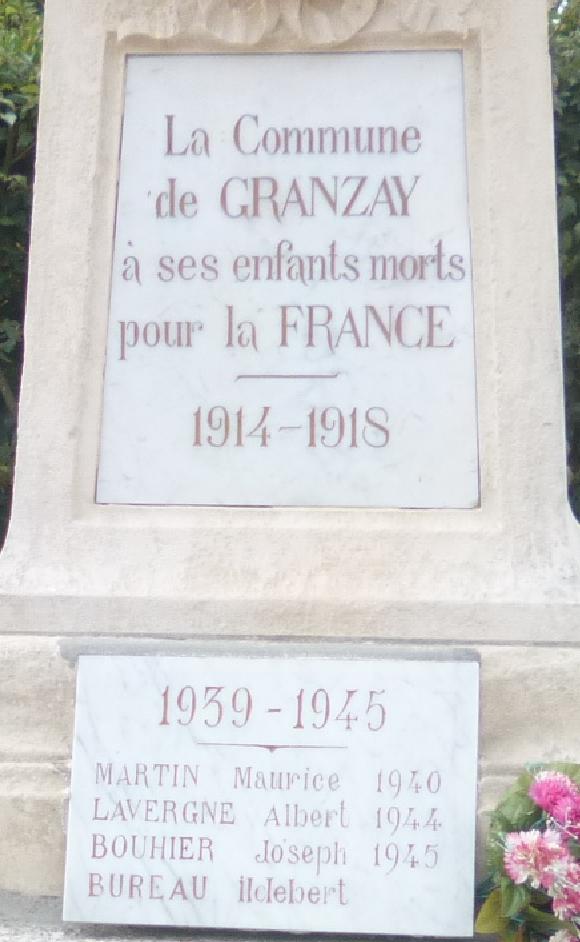 La Commune
de GRANZAY
à ses enfants morts
pour la FRANCE
1914-1918
1939-1945
MARTIN Maurice 1940
LAVERGNE Albert 1944
BOUHIER Joseph 1945
BUREAU ildebert